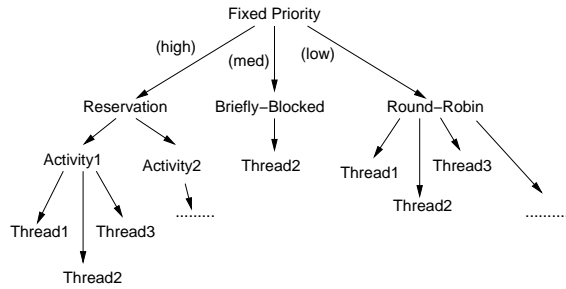 Fixed Priority
(high)
(med)
(low)
Reservation
Briefly−Blocked
Round−Robin
Activity1
Activity2
Thread2
Thread1
Thread3
Thread2
.........
.........
Thread1
Thread3
Thread2